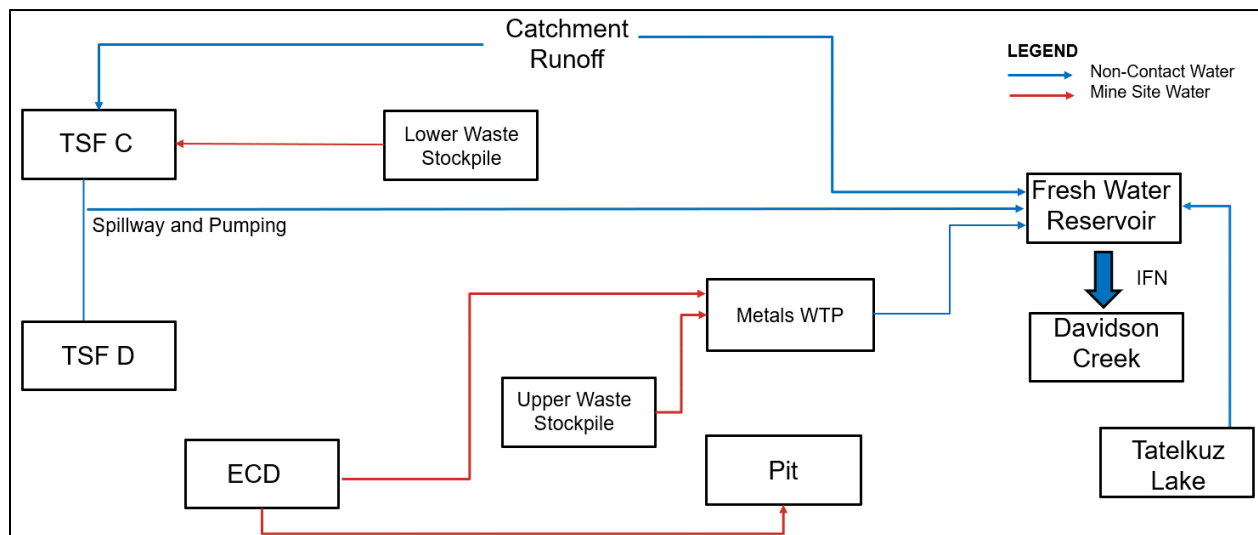 Catchment
Runoff
LEGEND
Non-Contact Water
Mine Site Water
TSF C
Lower Waste
Stockpile
Fresh Water
Reservoir
Spillway and Pumping
IFN
Metals WTP
TSF D
Davidson
Creek
Upper Waste
Stockpile
ECD
Pit
Tatelkuz
Lake